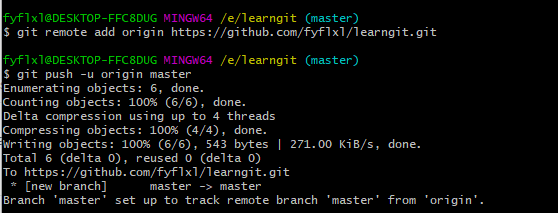 fyflxl@DESKTOP-FFC8DUG MINGW64 /e/learngit (master)
$ git remote add origin https://github.com/fyflxl/learngit.git
fyflxl@DESKTOP-FFC8DUG MINGW64 /e/learngit (master)
$ git push -u origin master
Enumerating objects: 6, done.
Counting objects: 100% (6/6), done.
Delta compression using up to 4 threads
Compressing objects: 100% (4/4), done.
Writing objects: 100% (6/6), 543 bytes | 271.00 KiB/s, done.
Total 6 (delta 0), reused 0 (delta 0)
To https://github.com/fyflxl/learngit.git
 * [new branch]      master -> master
Branch 'master' set up to track remote branch 'master' from 'origin'.